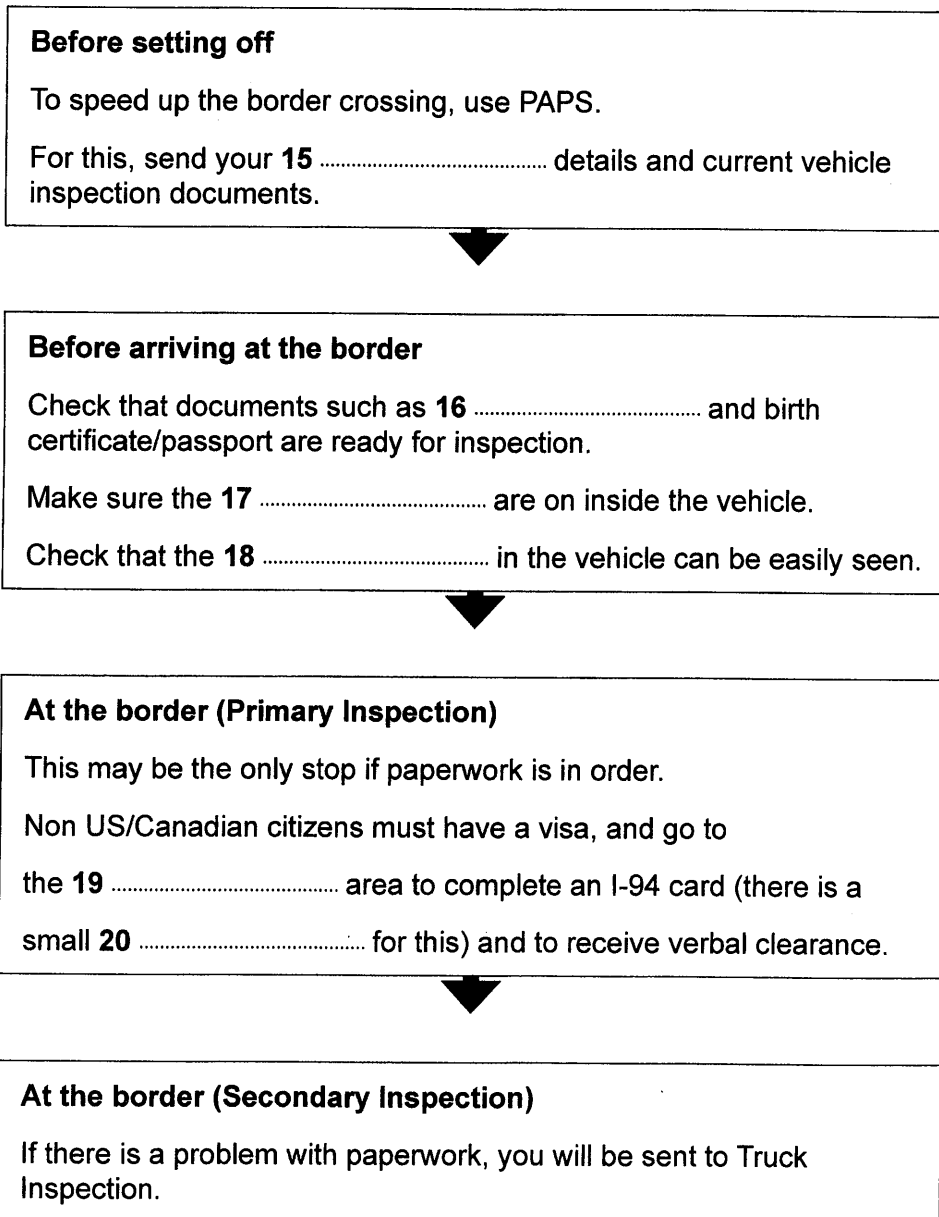 Before setting off
To speed up the border crossing, use PAPS.
For this, send your 15 ........................................ details and current vehicle
inspection documents.
Before arriving at the border
Check that documents such as 16 ........................................ and birth
certificate/passport are ready for inspection.
Make sure the 17 ........................................ are on inside the vehicle.
Check that the 18 ........................................ in the vehicle can be easily seen.
At the border (Primary Inspection)
This may be the only stop if paperwork is in order.
Non US/Canadian citizens must have a visa, and go to
the 19 ........................................ area to complete an I-94 card (there is a
small 20 ........................................ for this) and to receive verbal clearance.
At the border (Secondary Inspection)
If there is a problem with paperwork, you will be sent to Truck
Inspection.